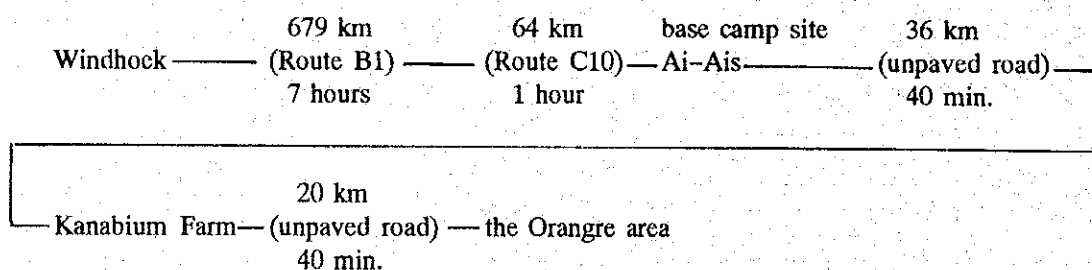 679 km 64 km base camp site 36 km
Windhock (Route B1) (Route C10) Ai-Ais (unpaved road)
7 hours 1 hour 40 min.
20 km
Kanabium Farm (unpaved road) the Orangre area
40 min.